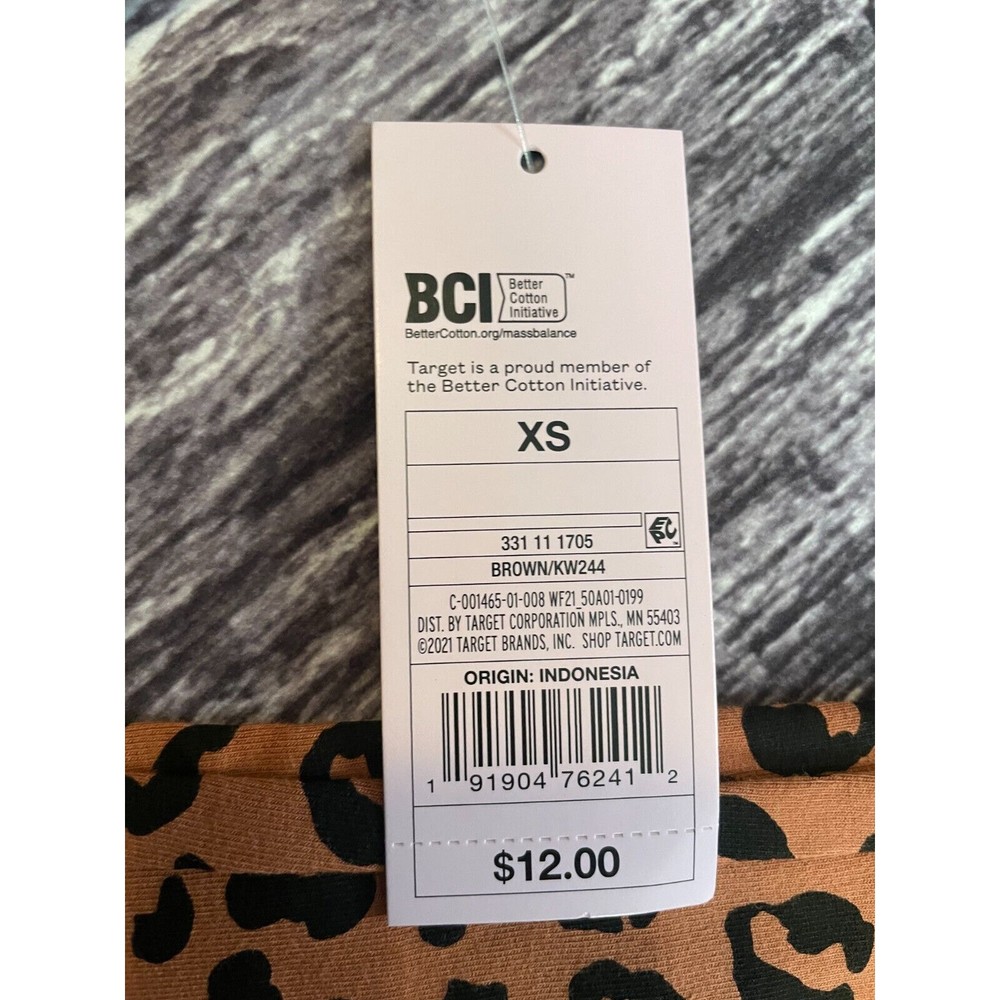 BCI Better Cotton Initiative™
BetterCotton.org/massbalance
Target is a proud member of
the Better Cotton Initiative.
XS
EPC™
331 11 1705
BROWN/KW244
C-001465-01-008 WF21_50A01-0199
DIST. BY TARGET CORPORATION MPLS., MN 55403
©2021 TARGET BRANDS, INC. SHOP TARGET.COM
ORIGIN: INDONESIA
1 91904 76241 2
$12.00